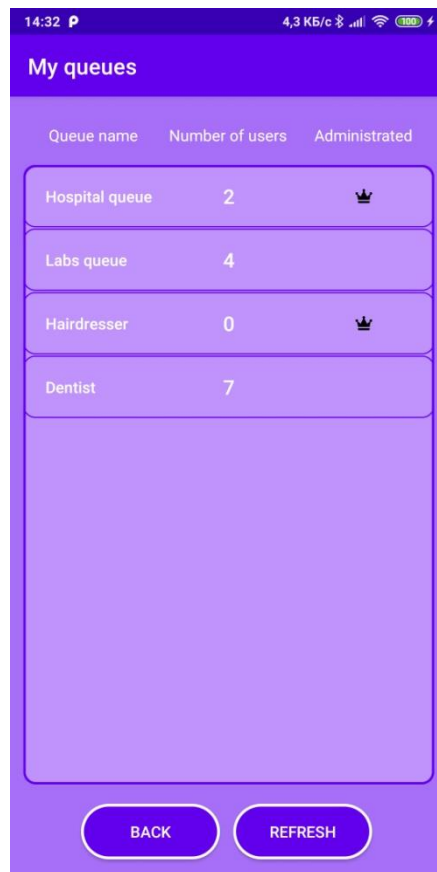 14:32 P 4,3 КБ/с 100
My queues
Queue name Number of users Administrated
Hospital queue 2
Labs queue 4
Hairdresser 0
Dentist 7
BACK REFRESH